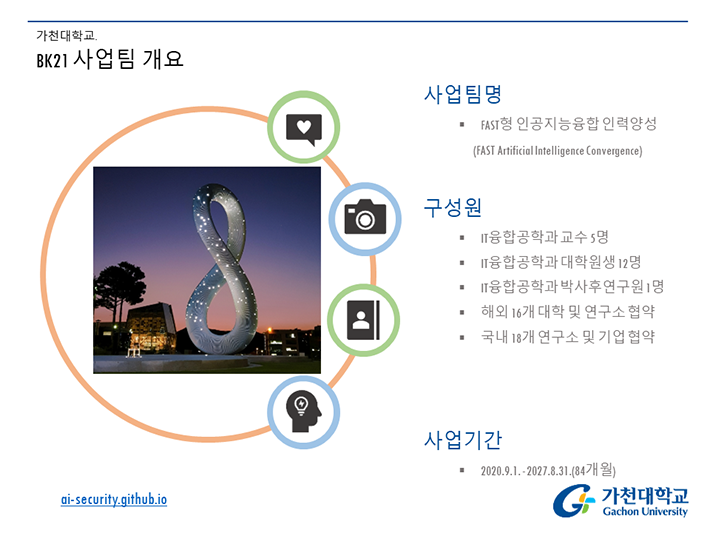 가천대학교.
BK21 사업팀 개요
사업팀명
▪ FAST형 인공지능융합 인력양성
(FAST Artificial Intelligence Convergence)
구성원
▪ IT융합공학과 교수 5명
▪ IT융합공학과 대학원생 12명
▪ IT융합공학과 박사후연구원 1명
▪ 해외 16개 대학 및 연구소 협약
▪ 국내 18개 연구소 및 기업 협약
사업기간
▪ 2020.9.1. - 2027.8.31.(84개월)
ai-security.github.io
가천대학교
Gachon University